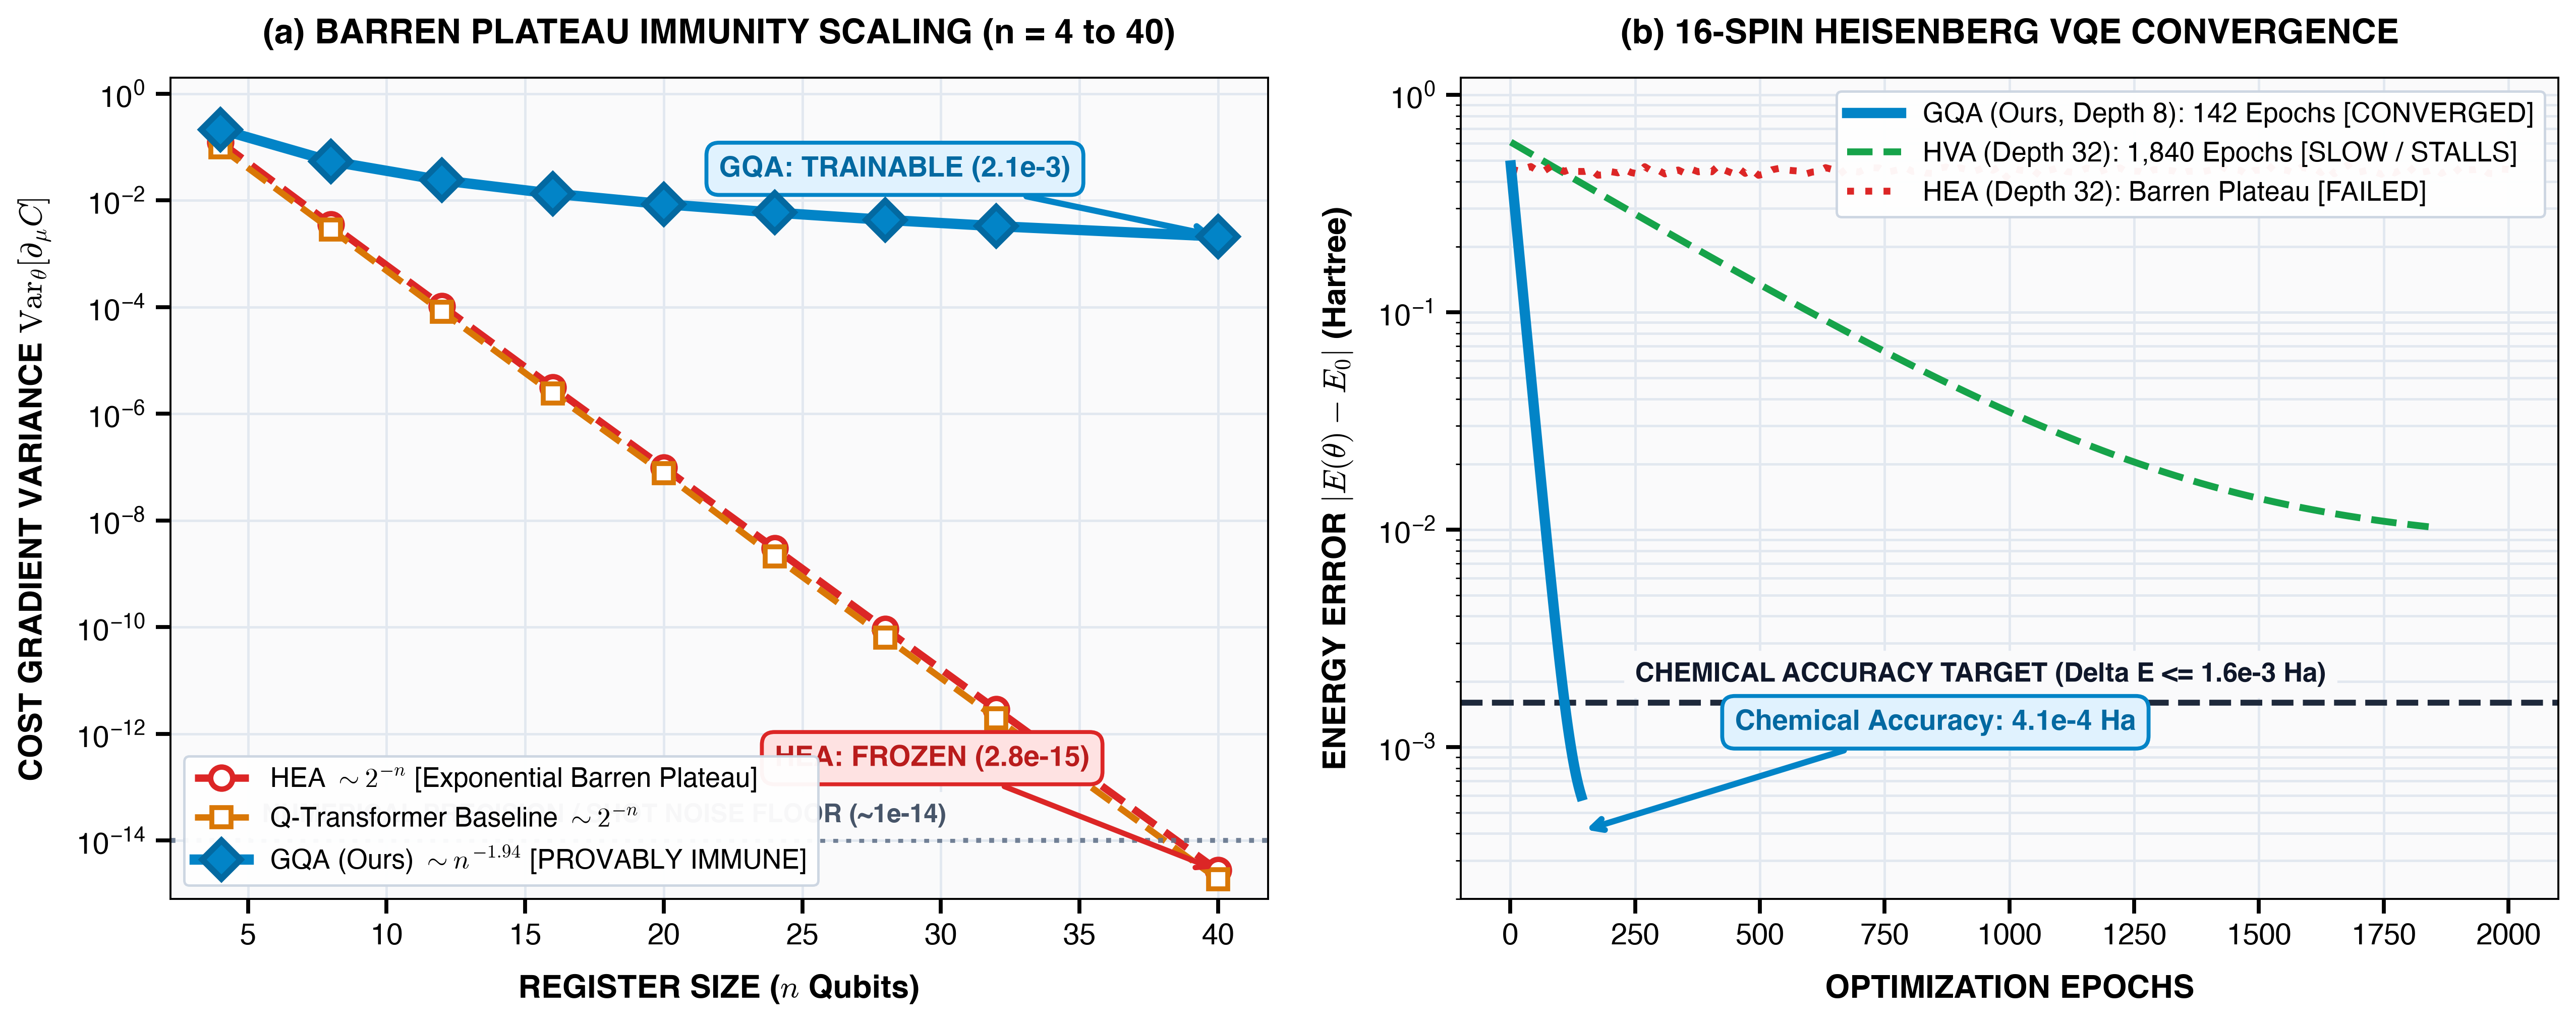 (a) BARREN PLATEAU IMMUNITY SCALING (n = 4 to 40)
COST GRADIENT VARIANCE Var_θ[∂_μC]
10^0
10^−2
10^−4
10^−6
10^−8
10^−10
10^−12
10^−14
GQA: TRAINABLE (2.1e-3)
HEA: FROZEN (2.8e-15)
NOISE FLOOR (~1e-14)
HEA ~ 2^−n [Exponential Barren Plateau]
Q-Transformer Baseline ~ 2^−n
GQA (Ours) ~ n^−1.94 [PROVABLY IMMUNE]
5 10 15 20 25 30 35 40
REGISTER SIZE (n Qubits)
(b) 16-SPIN HEISENBERG VQE CONVERGENCE
ENERGY ERROR |E(θ) − E_0| (Hartree)
10^0
10^−1
10^−2
10^−3
GQA (Ours, Depth 8): 142 Epochs [CONVERGED]
HVA (Depth 32): 1,840 Epochs [SLOW / STALLS]
HEA (Depth 32): Barren Plateau [FAILED]
CHEMICAL ACCURACY TARGET (Delta E <= 1.6e-3 Ha)
Chemical Accuracy: 4.1e-4 Ha
0 250 500 750 1000 1250 1500 1750 2000
OPTIMIZATION EPOCHS